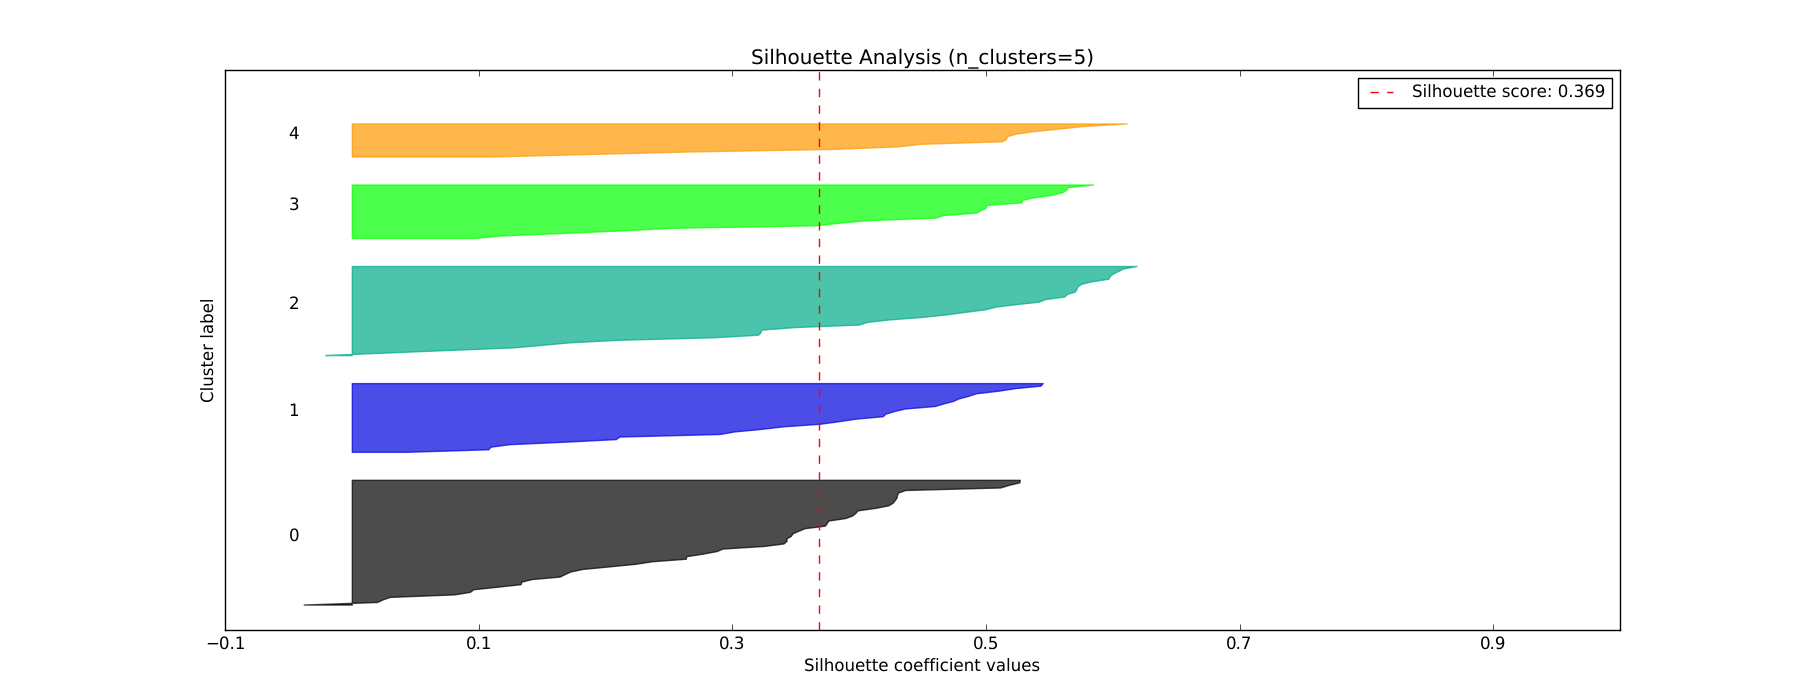 Silhouette Analysis (n_clusters=5)
Silhouette score: 0.369
4
3
2
1
0
Cluster label
−0.1 0.1 0.3 0.5 0.7 0.9
Silhouette coefficient values